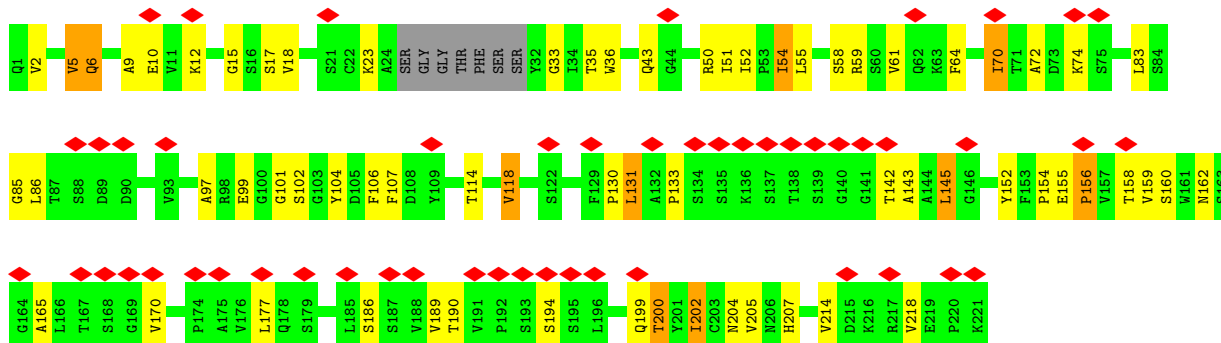 Q1 V2 V5 Q6 A9 E10 V11 K12 G15 S16 S17 V18 S21 C22 K23 A24 SER GLY GLY THR PHE SER SER Y32 G33 I34 T35 W36 Q43 G44 R50 I51 I52 P53 I54 L55 S58 R59 S60 V61 Q62 K63 F64 I70 T71 A72 D73 K74 S75 L83 S84
G85 L86 T87 S88 D89 D90 V93 A97 R98 E99 G100 G101 S102 G103 Y104 D105 F106 F107 D108 Y109 T114 V118 S122 F129 P130 L131 A132 P133 S134 S135 K136 S137 T138 S139 G140 G141 T142 A143 A144 L145 G146 Y152 F153 P154 E155 P156 V157 T158 V159 S160 W161 N162 S163
G164 A165 L166 T167 S168 G169 V170 P174 A175 V176 L177 Q178 S179 L185 S186 S187 V188 V189 T190 V191 P192 S193 S194 S195 L196 Q199 T200 Y201 I202 C203 N204 V205 N206 H207 V214 D215 K216 R217 V218 E219 P220 K221